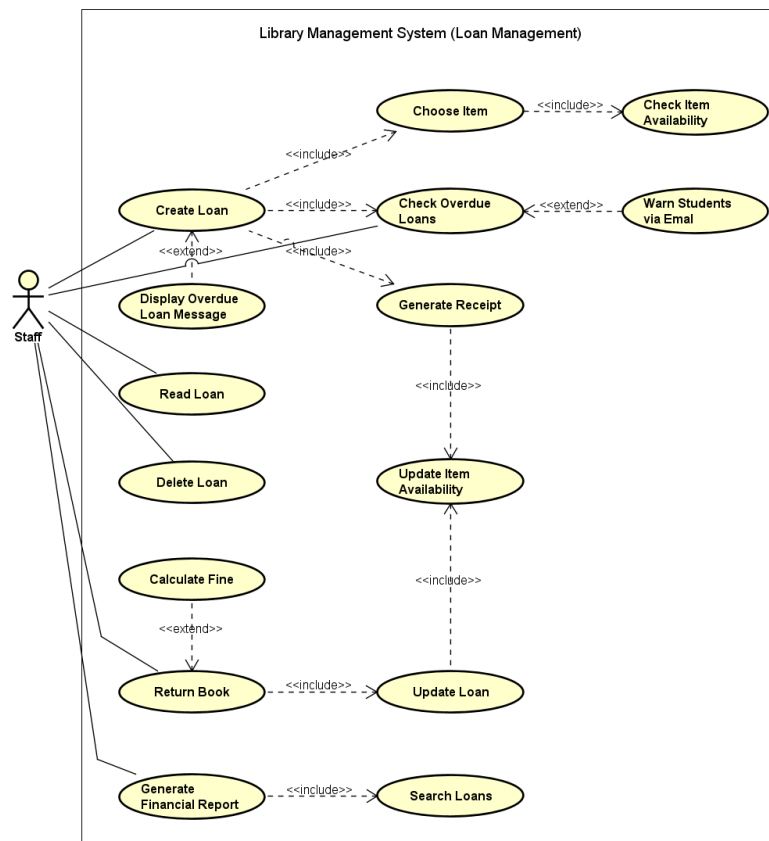 Library Management System (Loan Management)
Choose Item
<<include>>
Check Item
Availability
<<include>>
Create Loan
<<include>>
Check Overdue
Loans
<<extend>>
Warn Students
via Emal
<<extend>>
<<include>>
Display Overdue
Loan Message
Generate Receipt
Staff
Read Loan
<<include>>
Delete Loan
Update Item
Availability
Calculate Fine
<<include>>
<<extend>>
Return Book
<<include>>
Update Loan
Generate
Financial Report
<<include>>
Search Loans